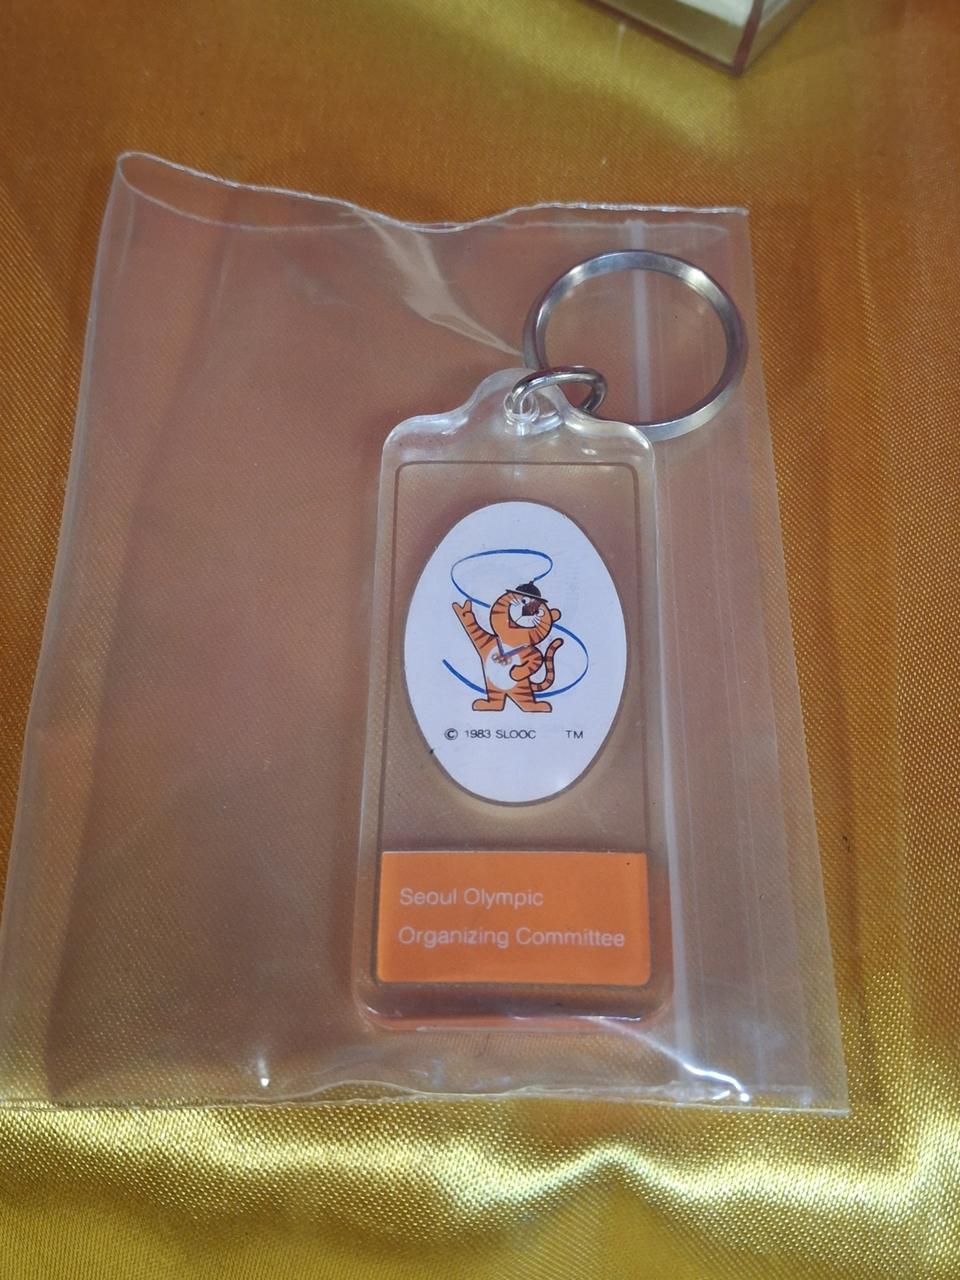 © 1983 SLOOC TM
Seoul Olympic
Organizing Committee